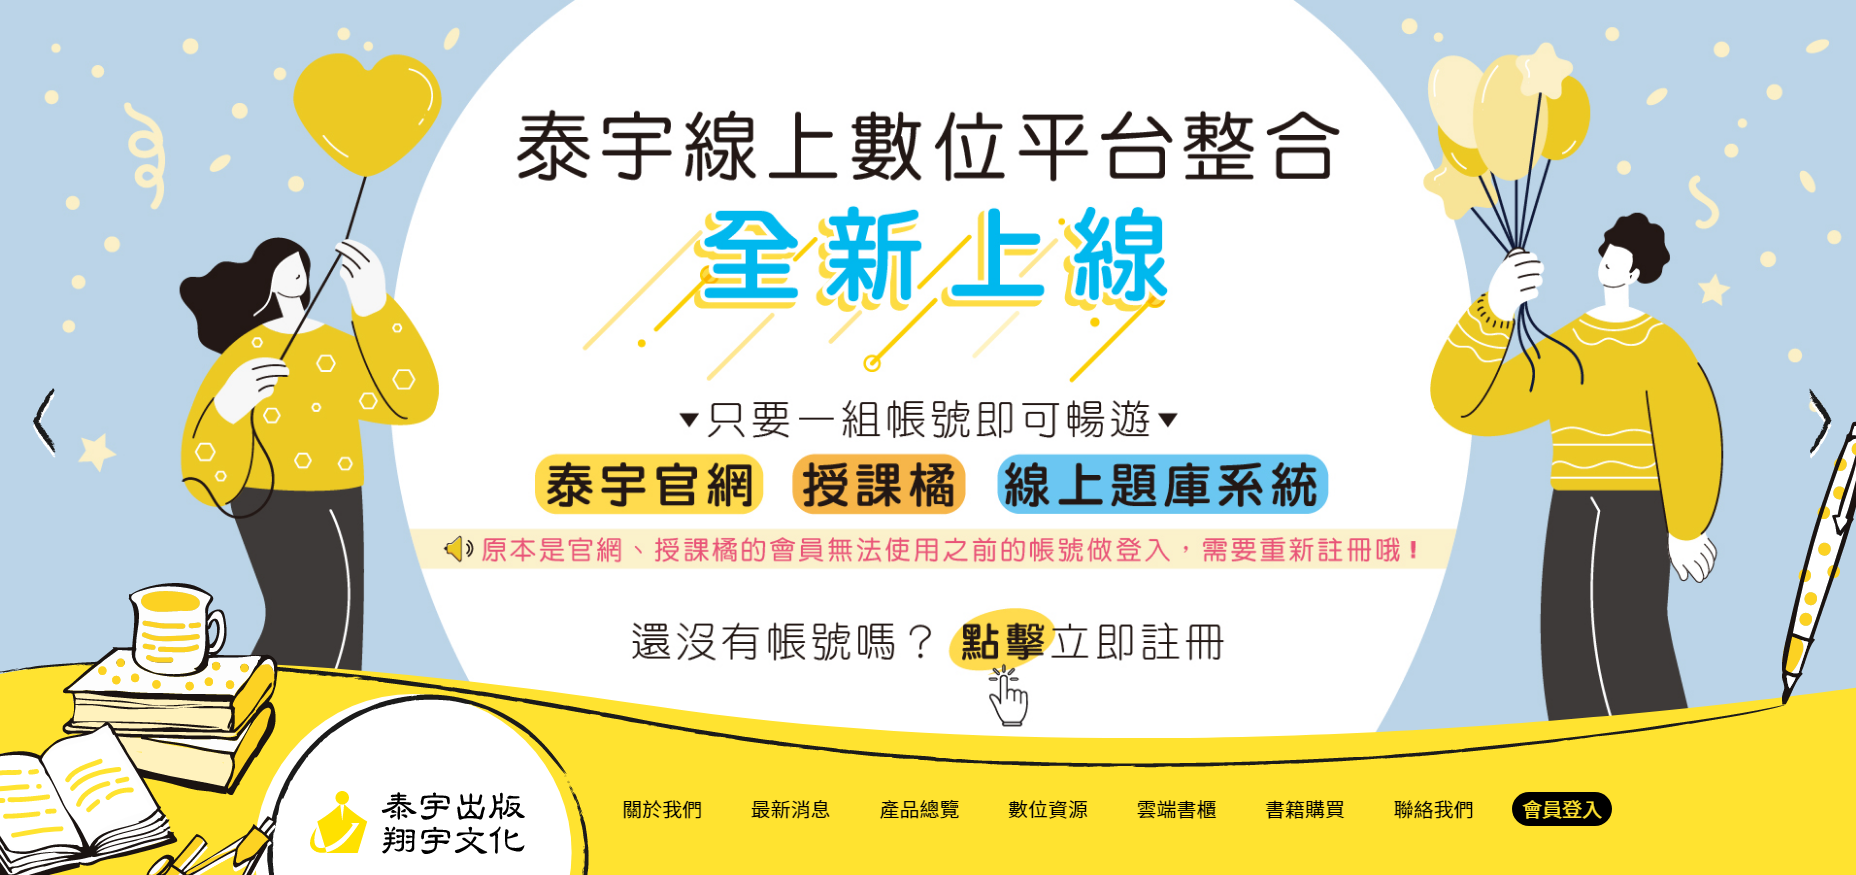 泰宇線上數位平台整合
全新上線
▼只要一組帳號即可暢遊▼
泰宇官網 授課橘 線上題庫系統
原本是官網、授課橘的會員無法使用之前的帳號做登入，需要重新註冊哦！
還沒有帳號嗎？ 點擊立即註冊
泰宇出版
翔宇文化
關於我們 最新消息 產品總覽 數位資源 雲端書櫃 書籍購買 聯絡我們 會員登入